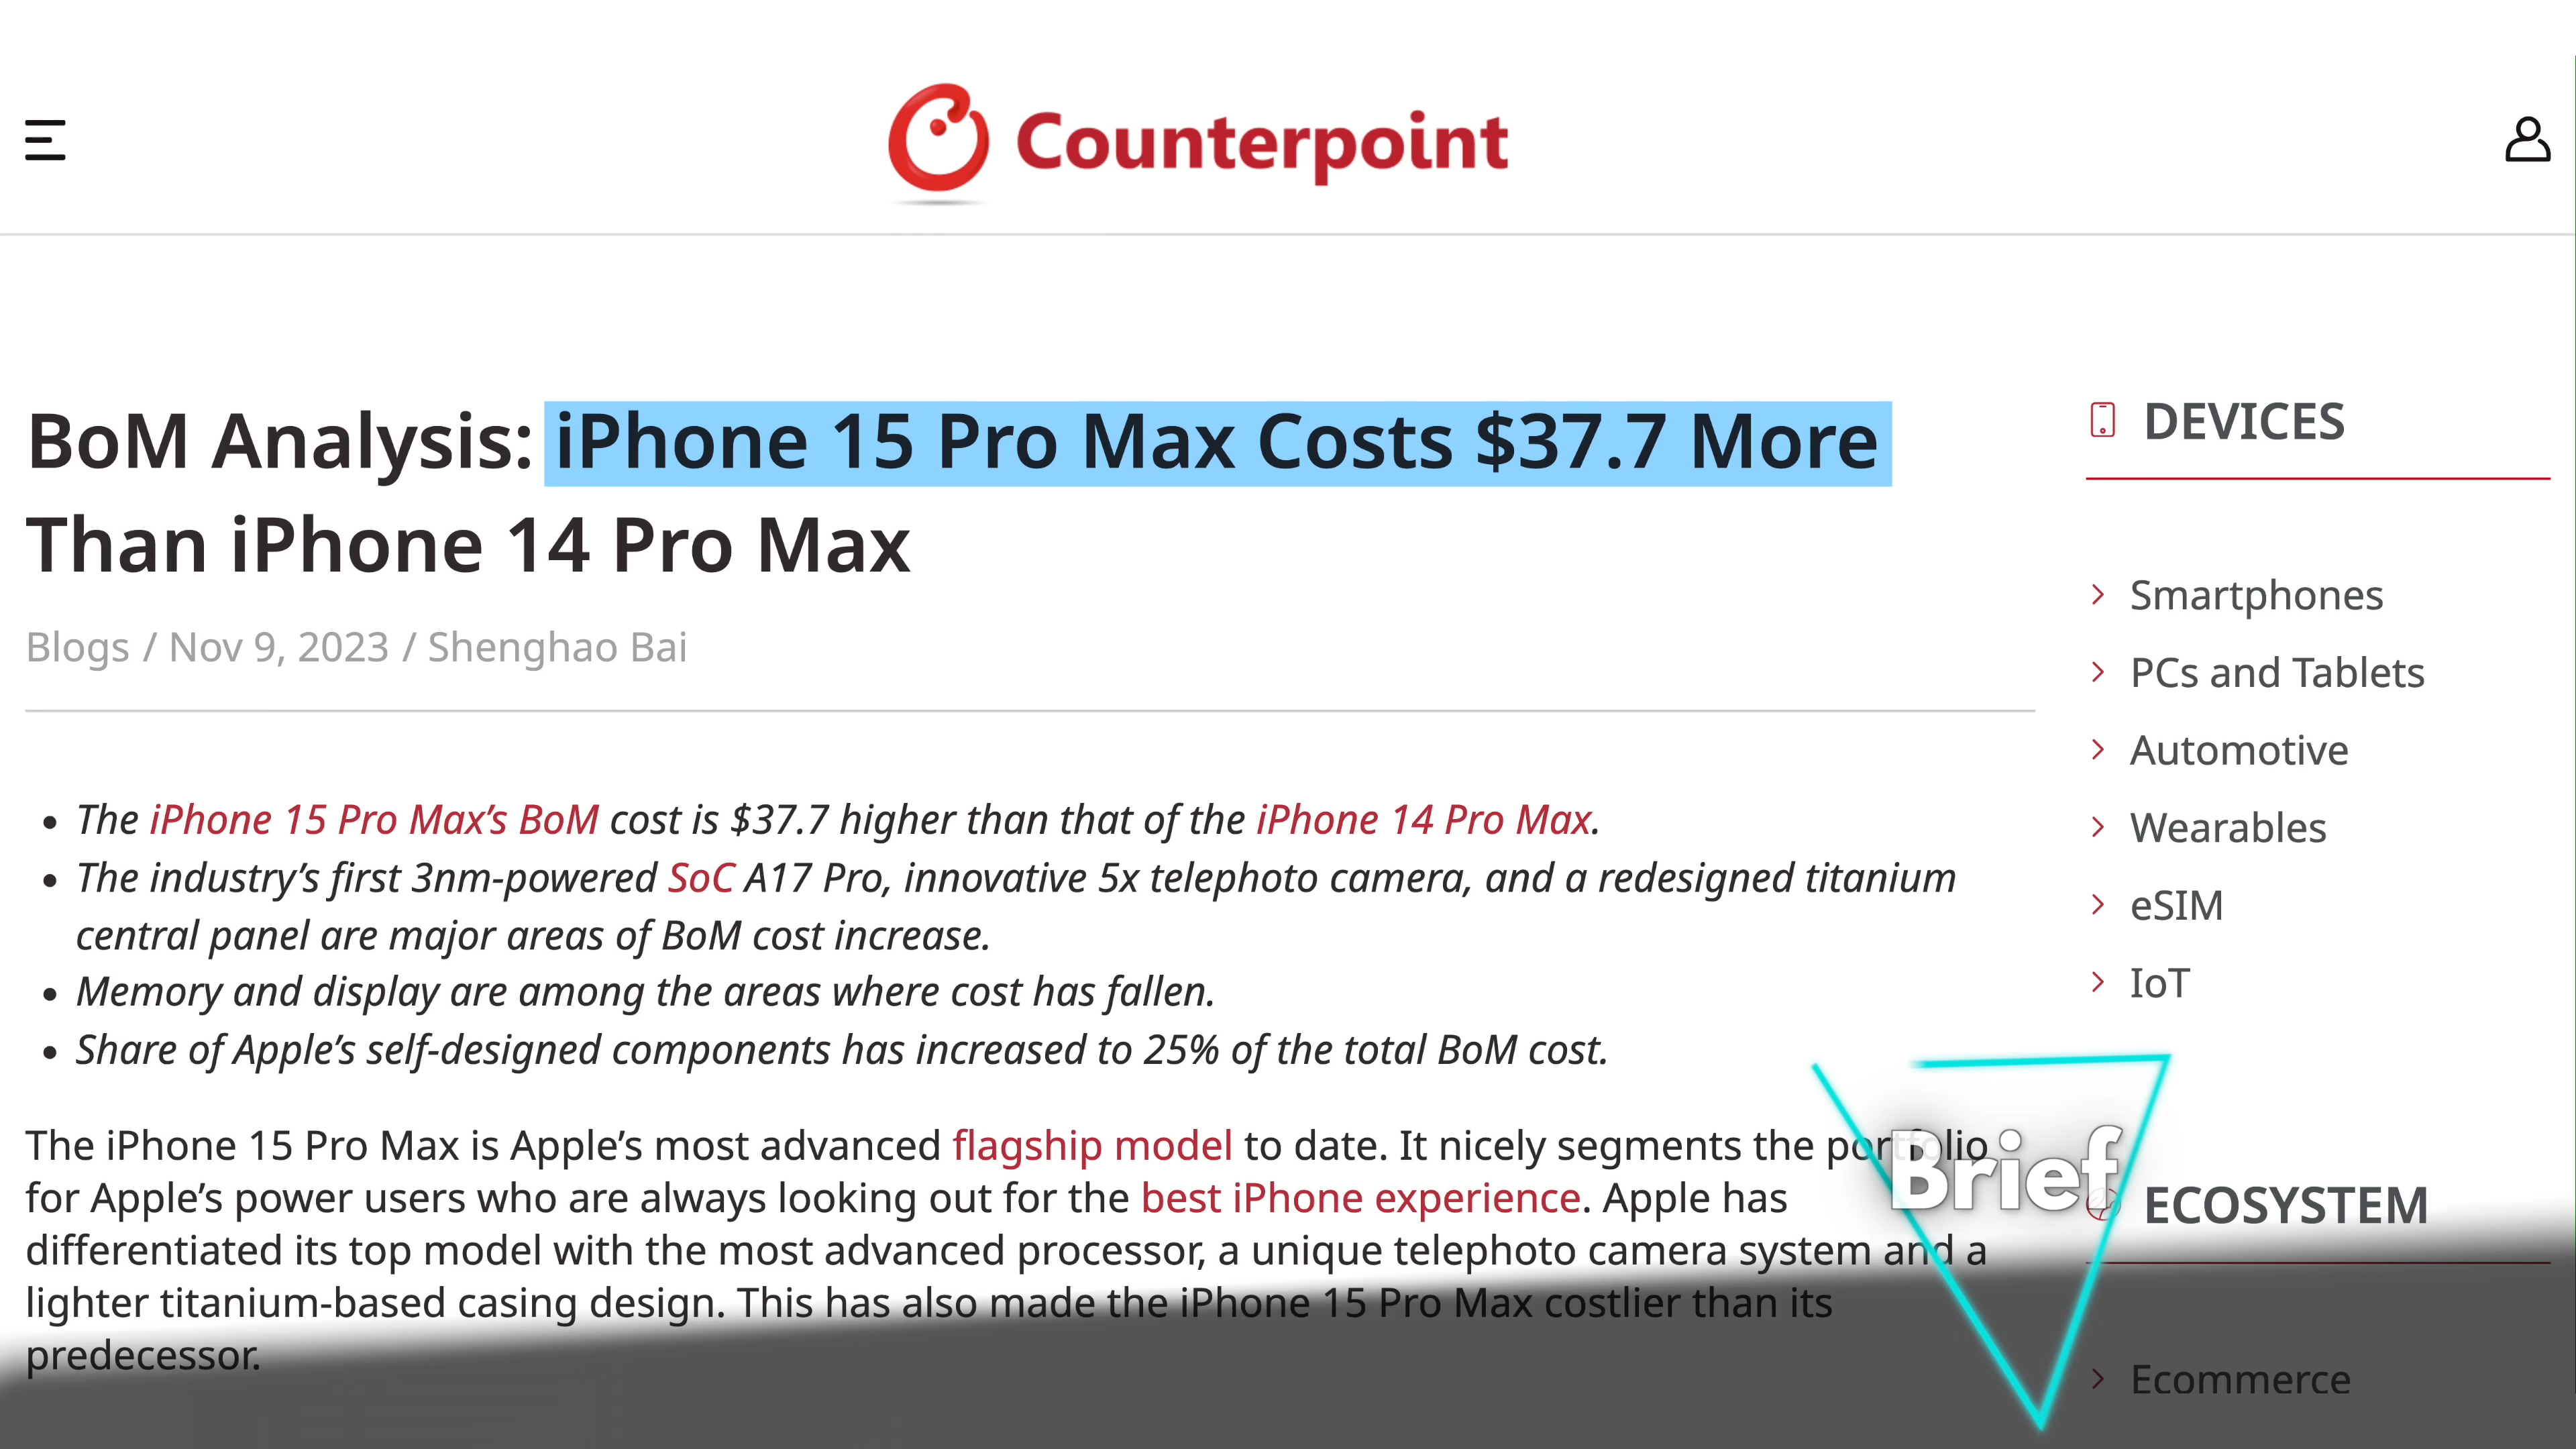 Counterpoint
BoM Analysis: iPhone 15 Pro Max Costs $37.7 More
Than iPhone 14 Pro Max
Blogs / Nov 9, 2023 / Shenghao Bai
• The iPhone 15 Pro Max’s BoM cost is $37.7 higher than that of the iPhone 14 Pro Max.
• The industry’s first 3nm-powered SoC A17 Pro, innovative 5x telephoto camera, and a redesigned titanium
central panel are major areas of BoM cost increase.
• Memory and display are among the areas where cost has fallen.
• Share of Apple’s self-designed components has increased to 25% of the total BoM cost.
The iPhone 15 Pro Max is Apple’s most advanced flagship model to date. It nicely segments the portfolio
for Apple’s power users who are always looking out for the best iPhone experience. Apple has
differentiated its top model with the most advanced processor, a unique telephoto camera system and a
lighter titanium-based casing design. This has also made the iPhone 15 Pro Max costlier than its
predecessor.
DEVICES
Smartphones
PCs and Tablets
Automotive
Wearables
eSIM
IoT
Brief
ECOSYSTEM
Ecommerce